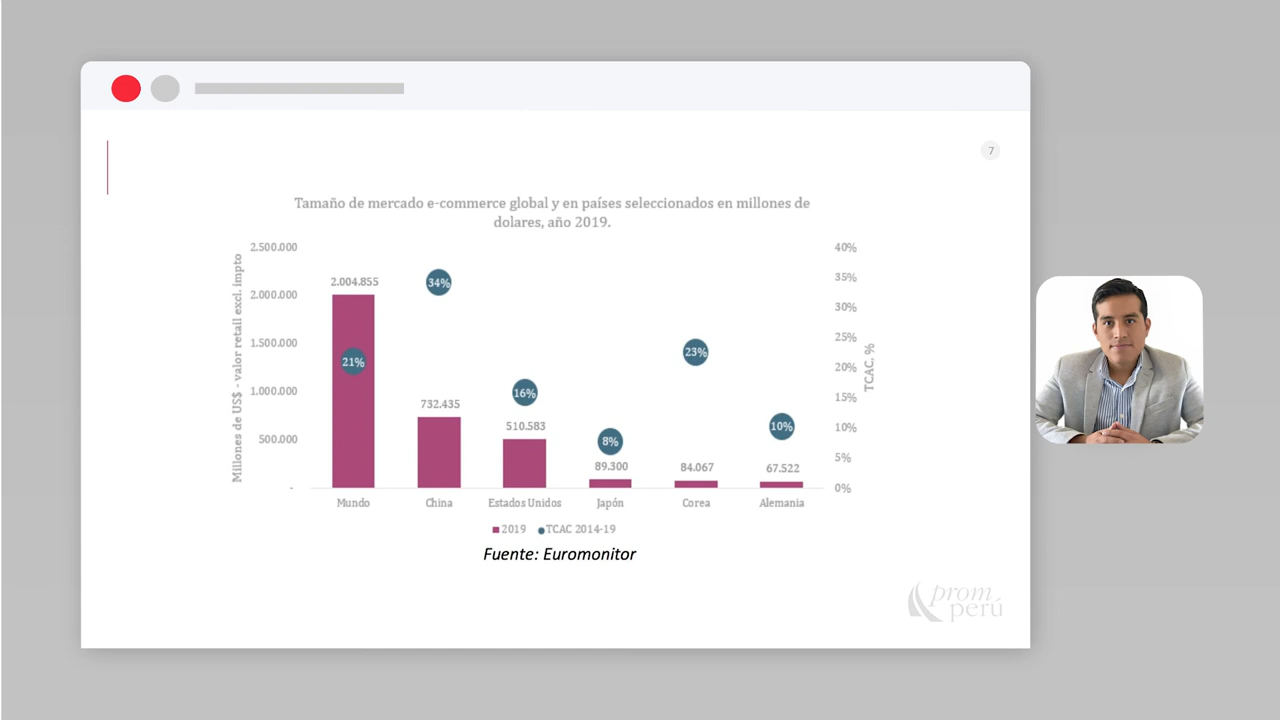 7
Tamaño de mercado e-commerce global y en países seleccionados en millones de
dolares, año 2019.
Millones de US$ - valor retail excl. impto
2.500.000
2.000.000
1.500.000
1.000.000
500.000
-
2.004.855
732.435
510.583
89.300
84.067
67.522
21%
34%
16%
8%
23%
10%
40%
35%
30%
25%
20%
15%
10%
5%
0%
TCAC. %
Mundo
China
Estados Unidos
Japón
Corea
Alemania
2019
TCAC 2014-19
Fuente: Euromonitor
prom
perú